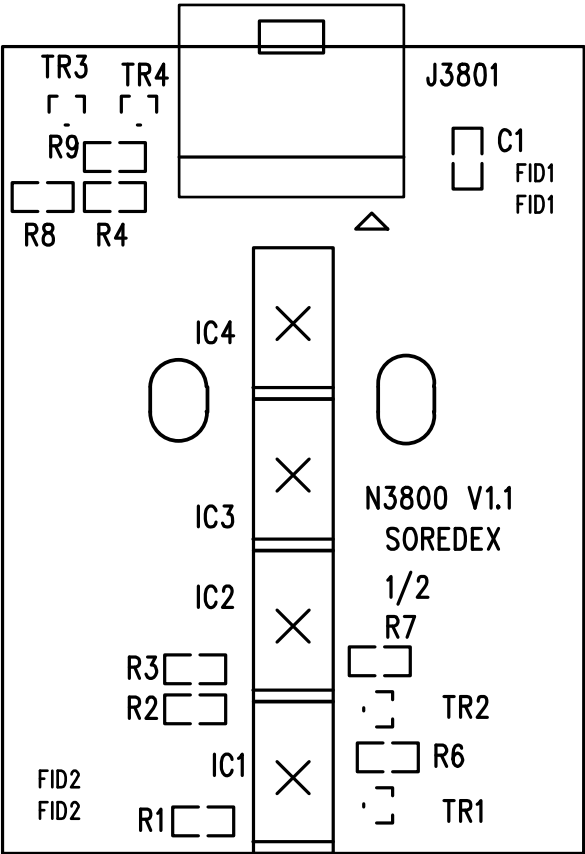 TR3 TR4 J3801
R9 C1
FID1
FID1
R8 R4
IC4
N3800 V1.1
IC3
SOREDEX
IC2 1/2
R7
R3
R2 TR2
IC1 R6
FID2
FID2
R1 TR1